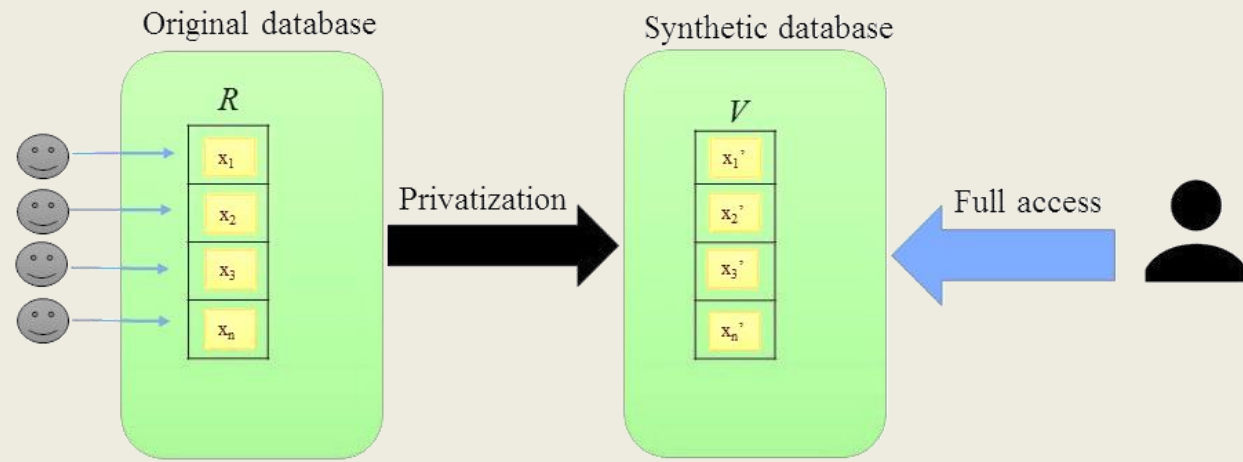 Original database
R
x₁
x₂
x₃
xₙ
Privatization
Synthetic database
V
x₁’
x₂’
x₃’
xₙ’
Full access